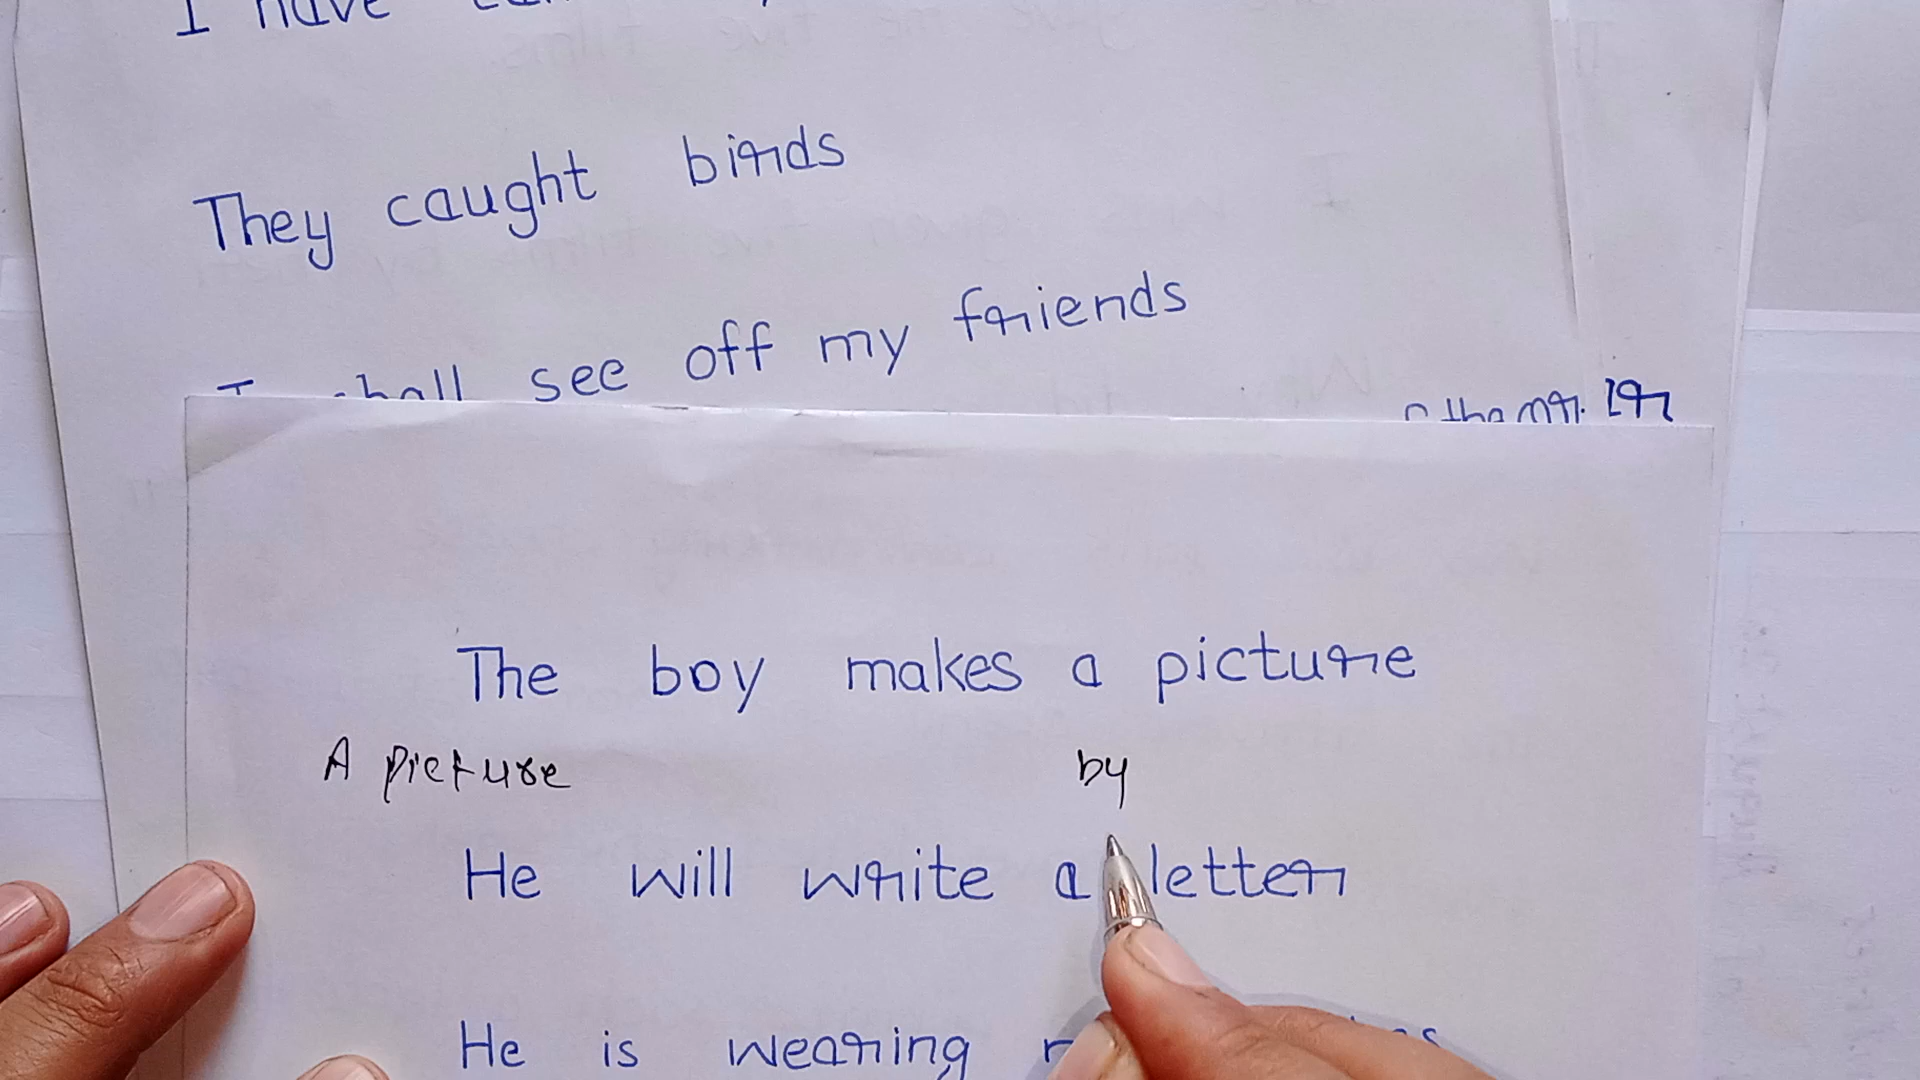 I have
They caught birds
I shall see off my friends
The boy makes a picture
A picture by
He will write a letter
He is wearing